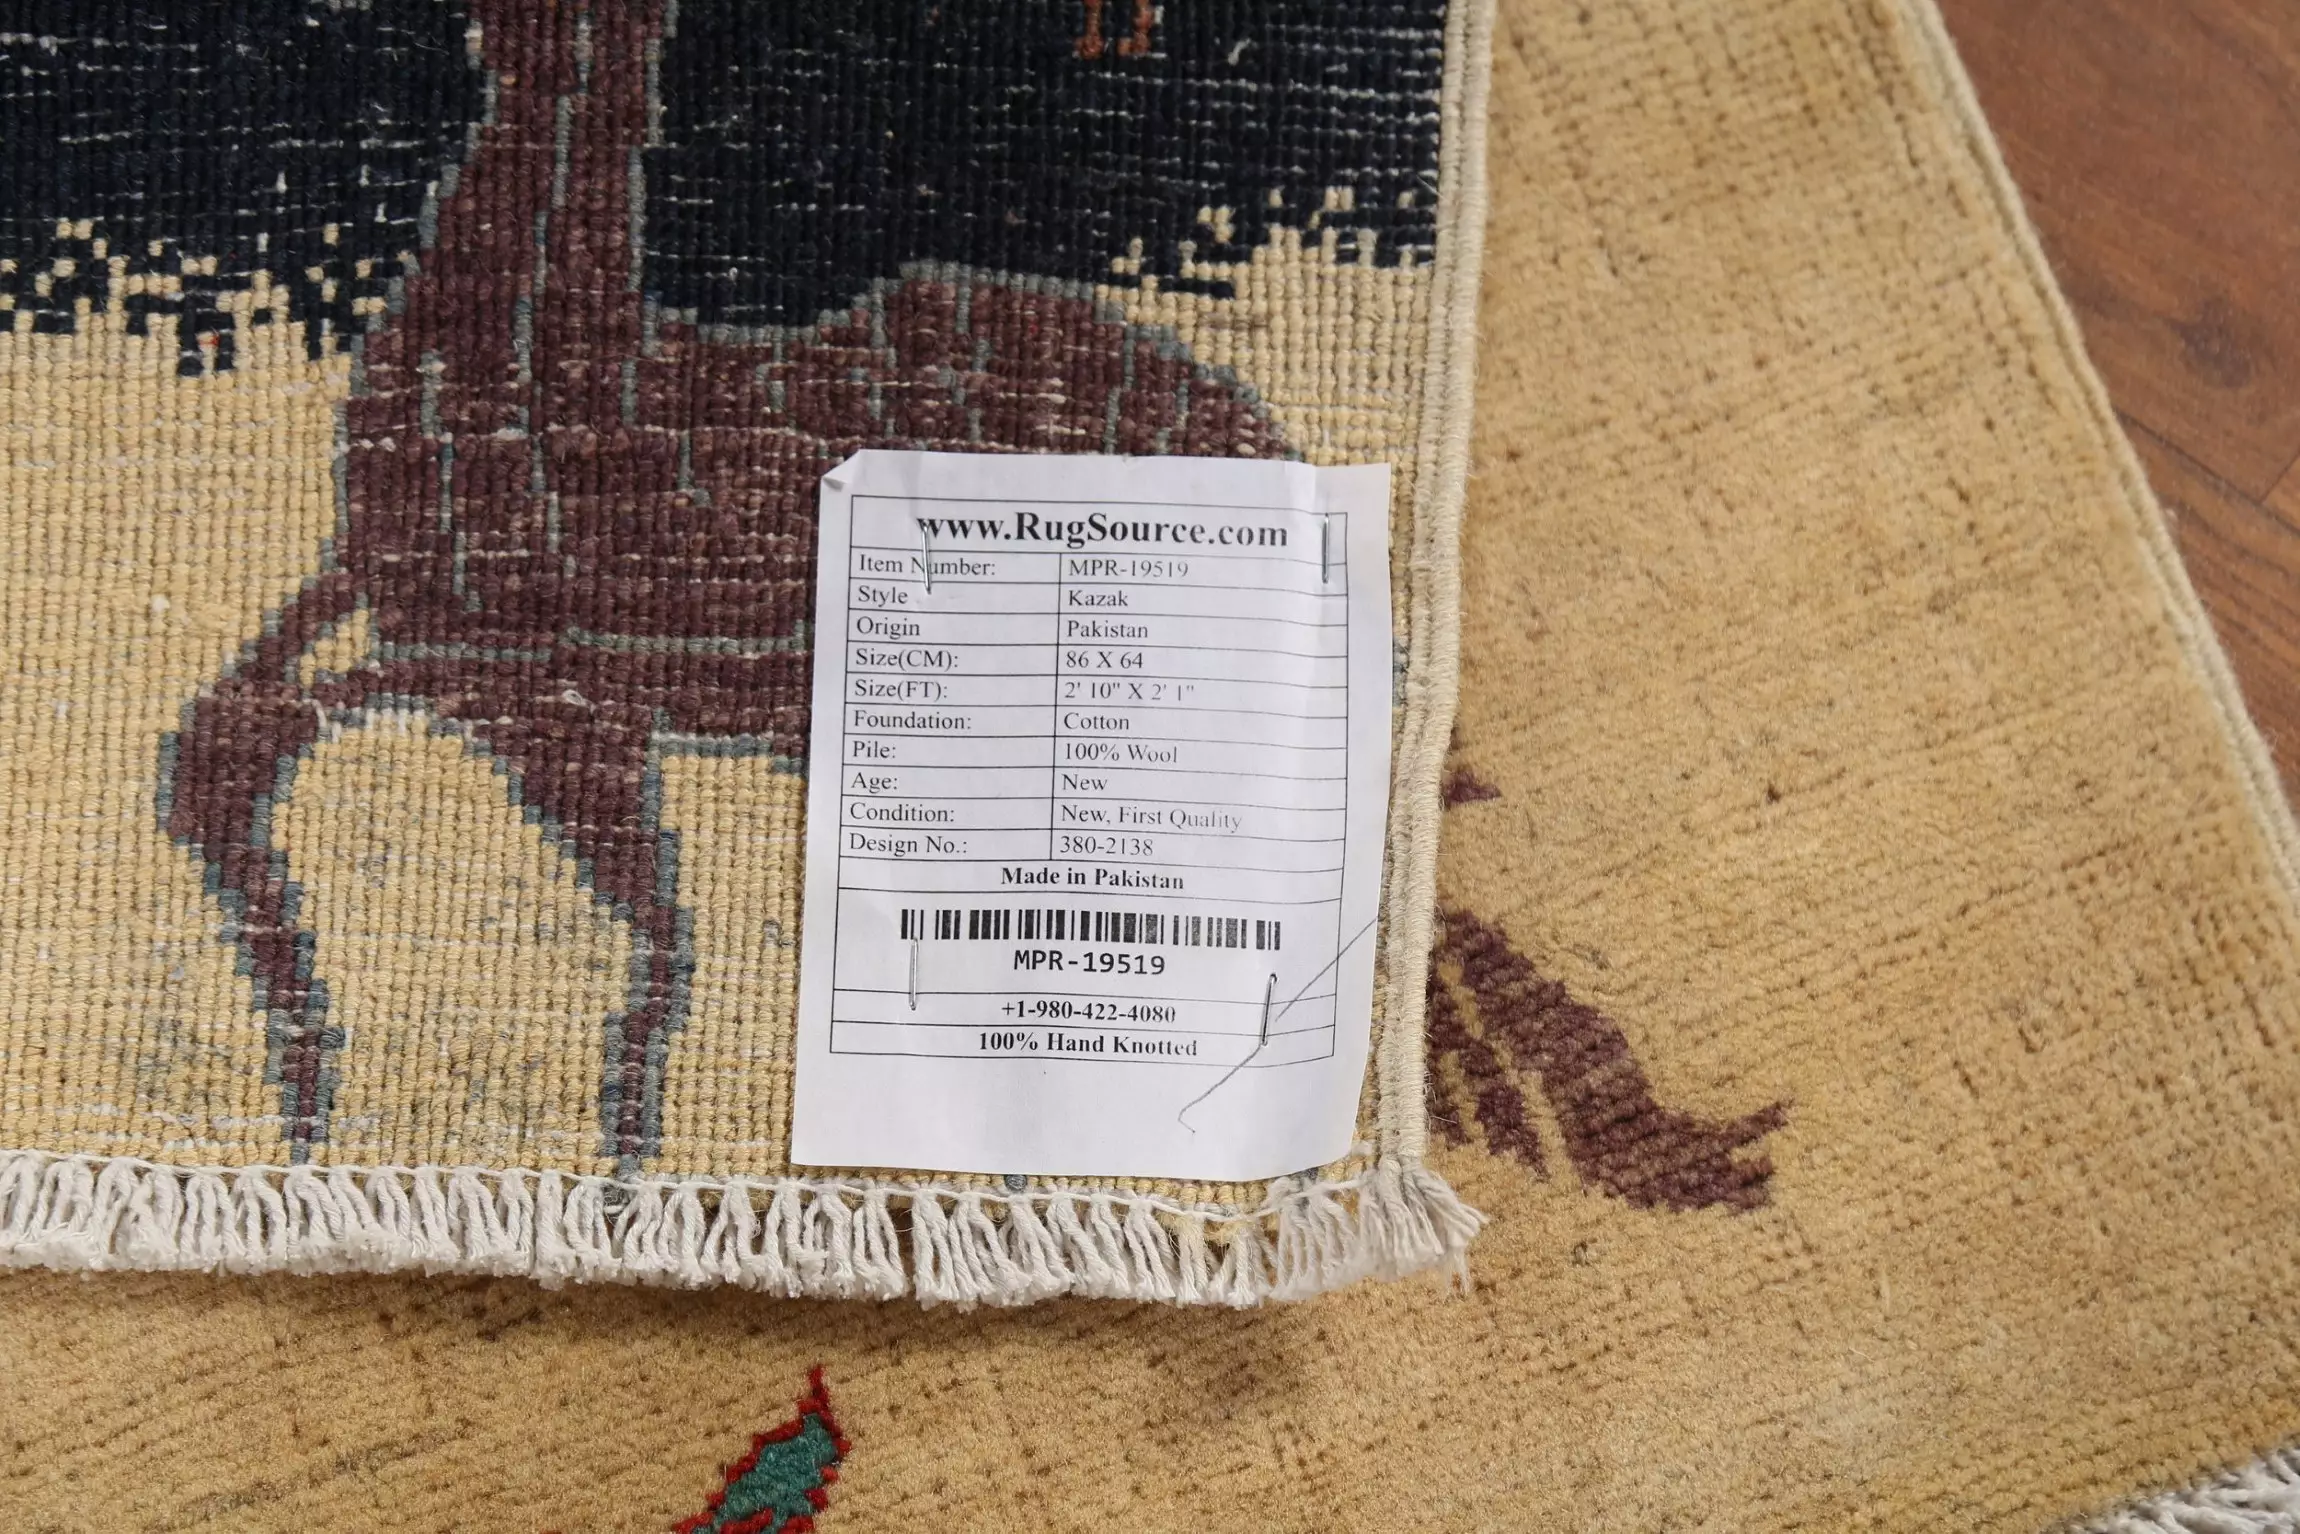 www.RugSource.com
Item Number: MPR-19519
Style Kazak
Origin Pakistan
Size(CM): 86 X 64
Size(FT): 2' 10" X 2' 1"
Foundation: Cotton
Pile: 100% Wool
Age: New
Condition: New, First Quality
Design No.: 380-2138
Made in Pakistan
MPR-19519
+1-980-422-4080
100% Hand Knotted